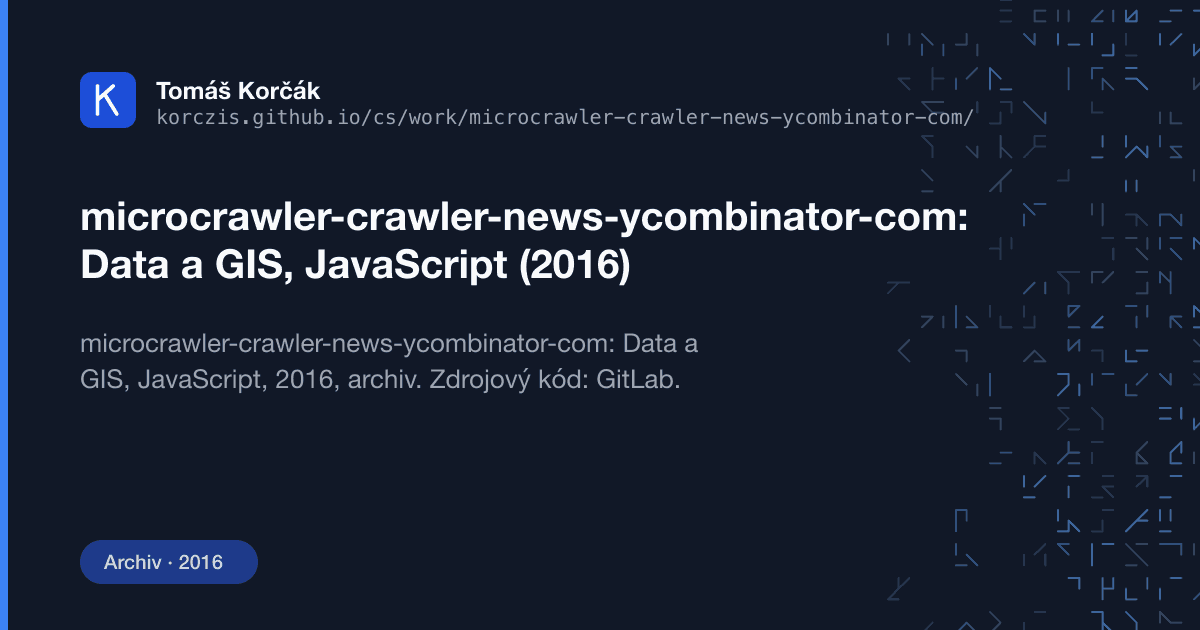 K
Tomáš Korčák
korczis.github.io/cs/work/microcrawler-crawler-news-ycombinator-com/
microcrawler-crawler-news-ycombinator-com:
Data a GIS, JavaScript (2016)
microcrawler-crawler-news-ycombinator-com: Data a
GIS, JavaScript, 2016, archiv. Zdrojový kód: GitLab.
Archiv · 2016